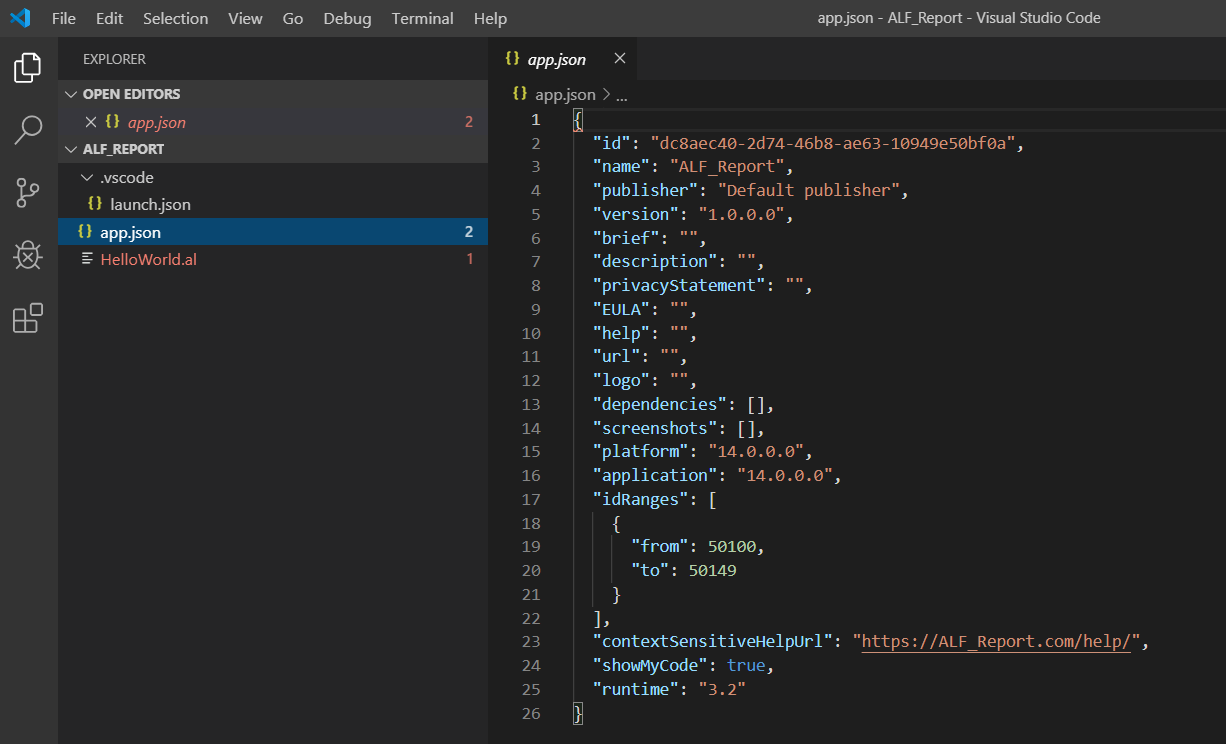 File Edit Selection View Go Debug Terminal Help
app.json - ALF_Report - Visual Studio Code
EXPLORER
OPEN EDITORS
{} app.json 2
ALF_REPORT
.vscode
{} launch.json
{} app.json 2
HelloWorld.al 1
{} app.json
{} app.json > ...
1 {
2 "id": "dc8aec40-2d74-46b8-ae63-10949e50bf0a",
3 "name": "ALF_Report",
4 "publisher": "Default publisher",
5 "version": "1.0.0.0",
6 "brief": "",
7 "description": "",
8 "privacyStatement": "",
9 "EULA": "",
10 "help": "",
11 "url": "",
12 "logo": "",
13 "dependencies": [],
14 "screenshots": [],
15 "platform": "14.0.0.0",
16 "application": "14.0.0.0",
17 "idRanges": [
18 {
19 "from": 50100,
20 "to": 50149
21 }
22 ],
23 "contextSensitiveHelpUrl": "https://ALF_Report.com/help/",
24 "showMyCode": true,
25 "runtime": "3.2"
26 }